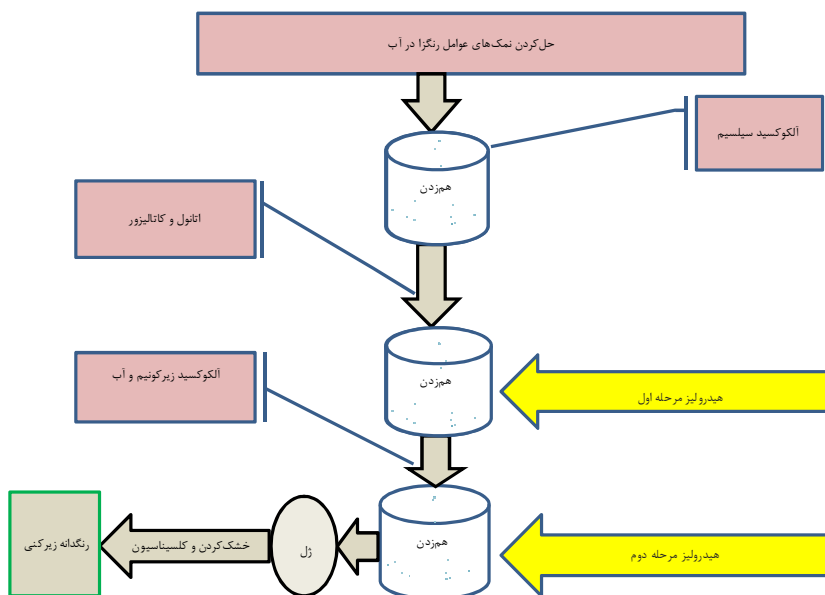 حل‌کردن نمک‌های عوامل رنگزا در آب
آلکوکسید سیلسیم
هم‌زدن
اتانول و کاتالیزور
هم‌زدن
آلکوکسید زیرکونیم و آب
هیدرولیز مرحله اول
هم‌زدن
هیدرولیز مرحله دوم
ژل
خشک‌کردن و کلسیناسیون
رنگدانه زیرکنی